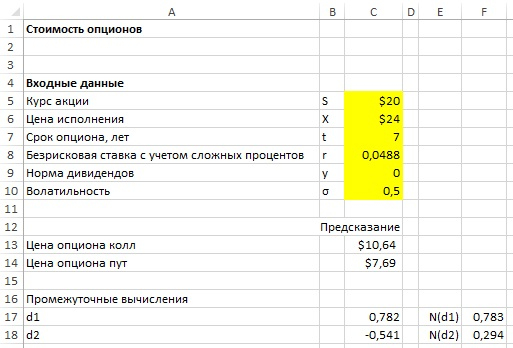 A B C D E F
1 Стоимость опционов
2
3
4 Входные данные
5 Курс акции S $20
6 Цена исполнения X $24
7 Срок опциона, лет t 7
8 Безрисковая ставка с учетом сложных процентов r 0,0488
9 Норма дивидендов y 0
10 Волатильность σ 0,5
11
12 Предсказание
13 Цена опциона колл $10,64
14 Цена опциона пут $7,69
15
16 Промежуточные вычисления
17 d1 0,782 N(d1) 0,783
18 d2 -0,541 N(d2) 0,294